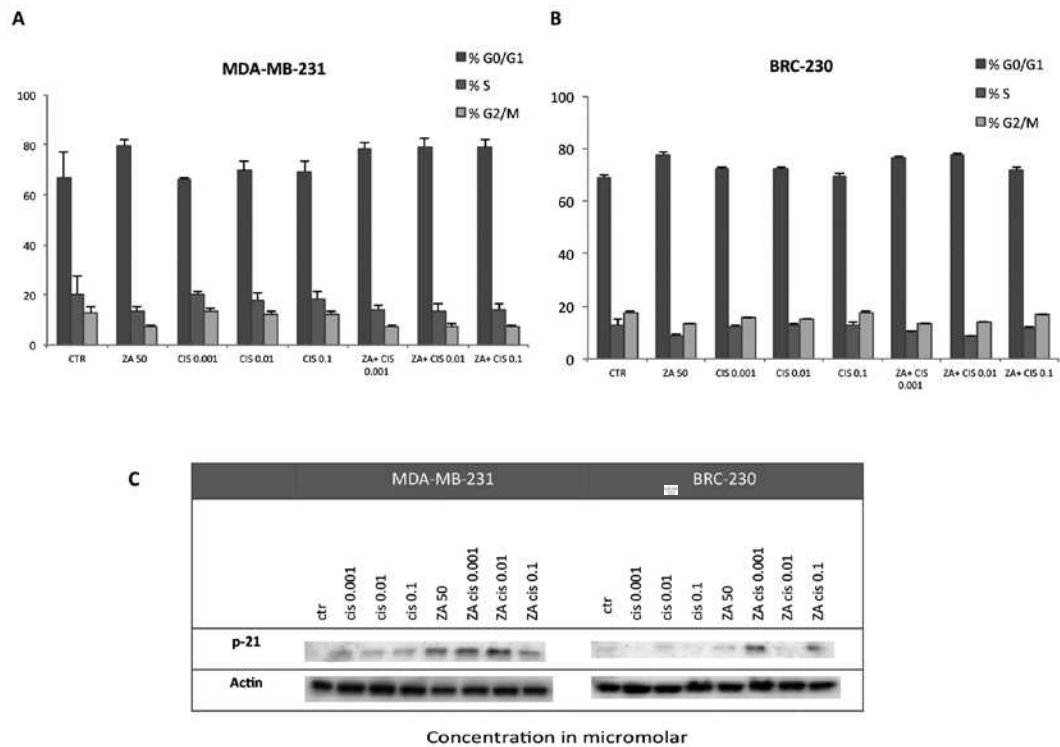 A
MDA-MB-231
% G0/G1
% S
% G2/M
100
80
60
40
20
0
CTR
ZA 50
CIS 0.001
CIS 0.01
CIS 0.1
ZA+ CIS 0.001
ZA+ CIS 0.01
ZA+ CIS 0.1
B
BRC-230
% G0/G1
% S
% G2/M
100
80
60
40
20
0
CTR
ZA 50
CIS 0.001
CIS 0.01
CIS 0.1
ZA+ CIS
0.001
ZA+ CIS 0.01
ZA+ CIS 0.1
C
MDA-MB-231
BRC-230
ctr
cis 0.001
cis 0.01
cis 0.1
ZA 50
ZA cis 0.001
ZA cis 0.01
ZA cis 0.1
ctr
cis 0.001
cis 0.01
cis 0.1
ZA 50
ZA cis 0.001
ZA cis 0.01
ZA cis 0.1
p-21
Actin
Concentration in micromolar